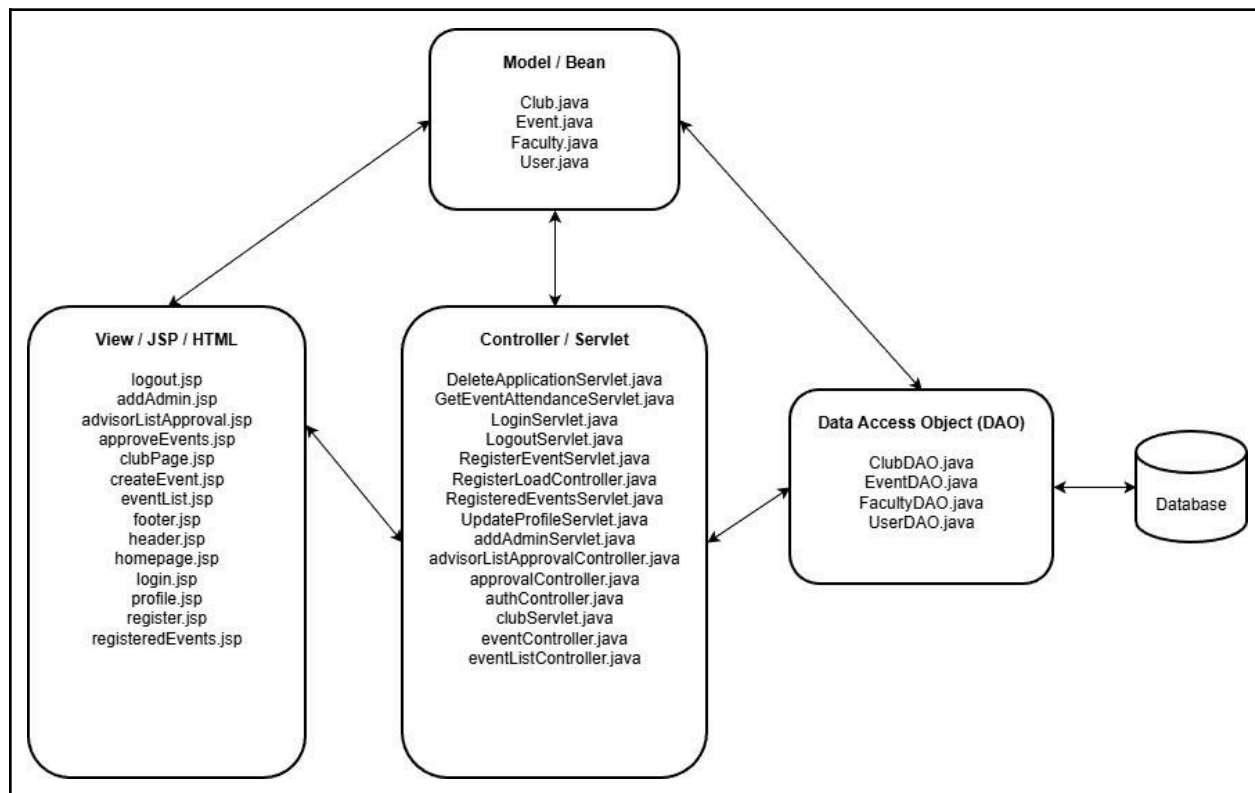 Model / Bean
Club.java
Event.java
Faculty.java
User.java
View / JSP / HTML
logout.jsp
addAdmin.jsp
advisorListApproval.jsp
approveEvents.jsp
clubPage.jsp
createEvent.jsp
eventList.jsp
footer.jsp
header.jsp
homepage.jsp
login.jsp
profile.jsp
register.jsp
registeredEvents.jsp
Controller / Servlet
DeleteApplicationServlet.java
GetEventAttendanceServlet.java
LoginServlet.java
LogoutServlet.java
RegisterEventServlet.java
RegisterLoadController.java
RegisteredEventsServlet.java
UpdateProfileServlet.java
addAdminServlet.java
advisorListApprovalController.java
approvalController.java
authController.java
clubServlet.java
eventController.java
eventListController.java
Data Access Object (DAO)
ClubDAO.java
EventDAO.java
FacultyDAO.java
UserDAO.java
Database